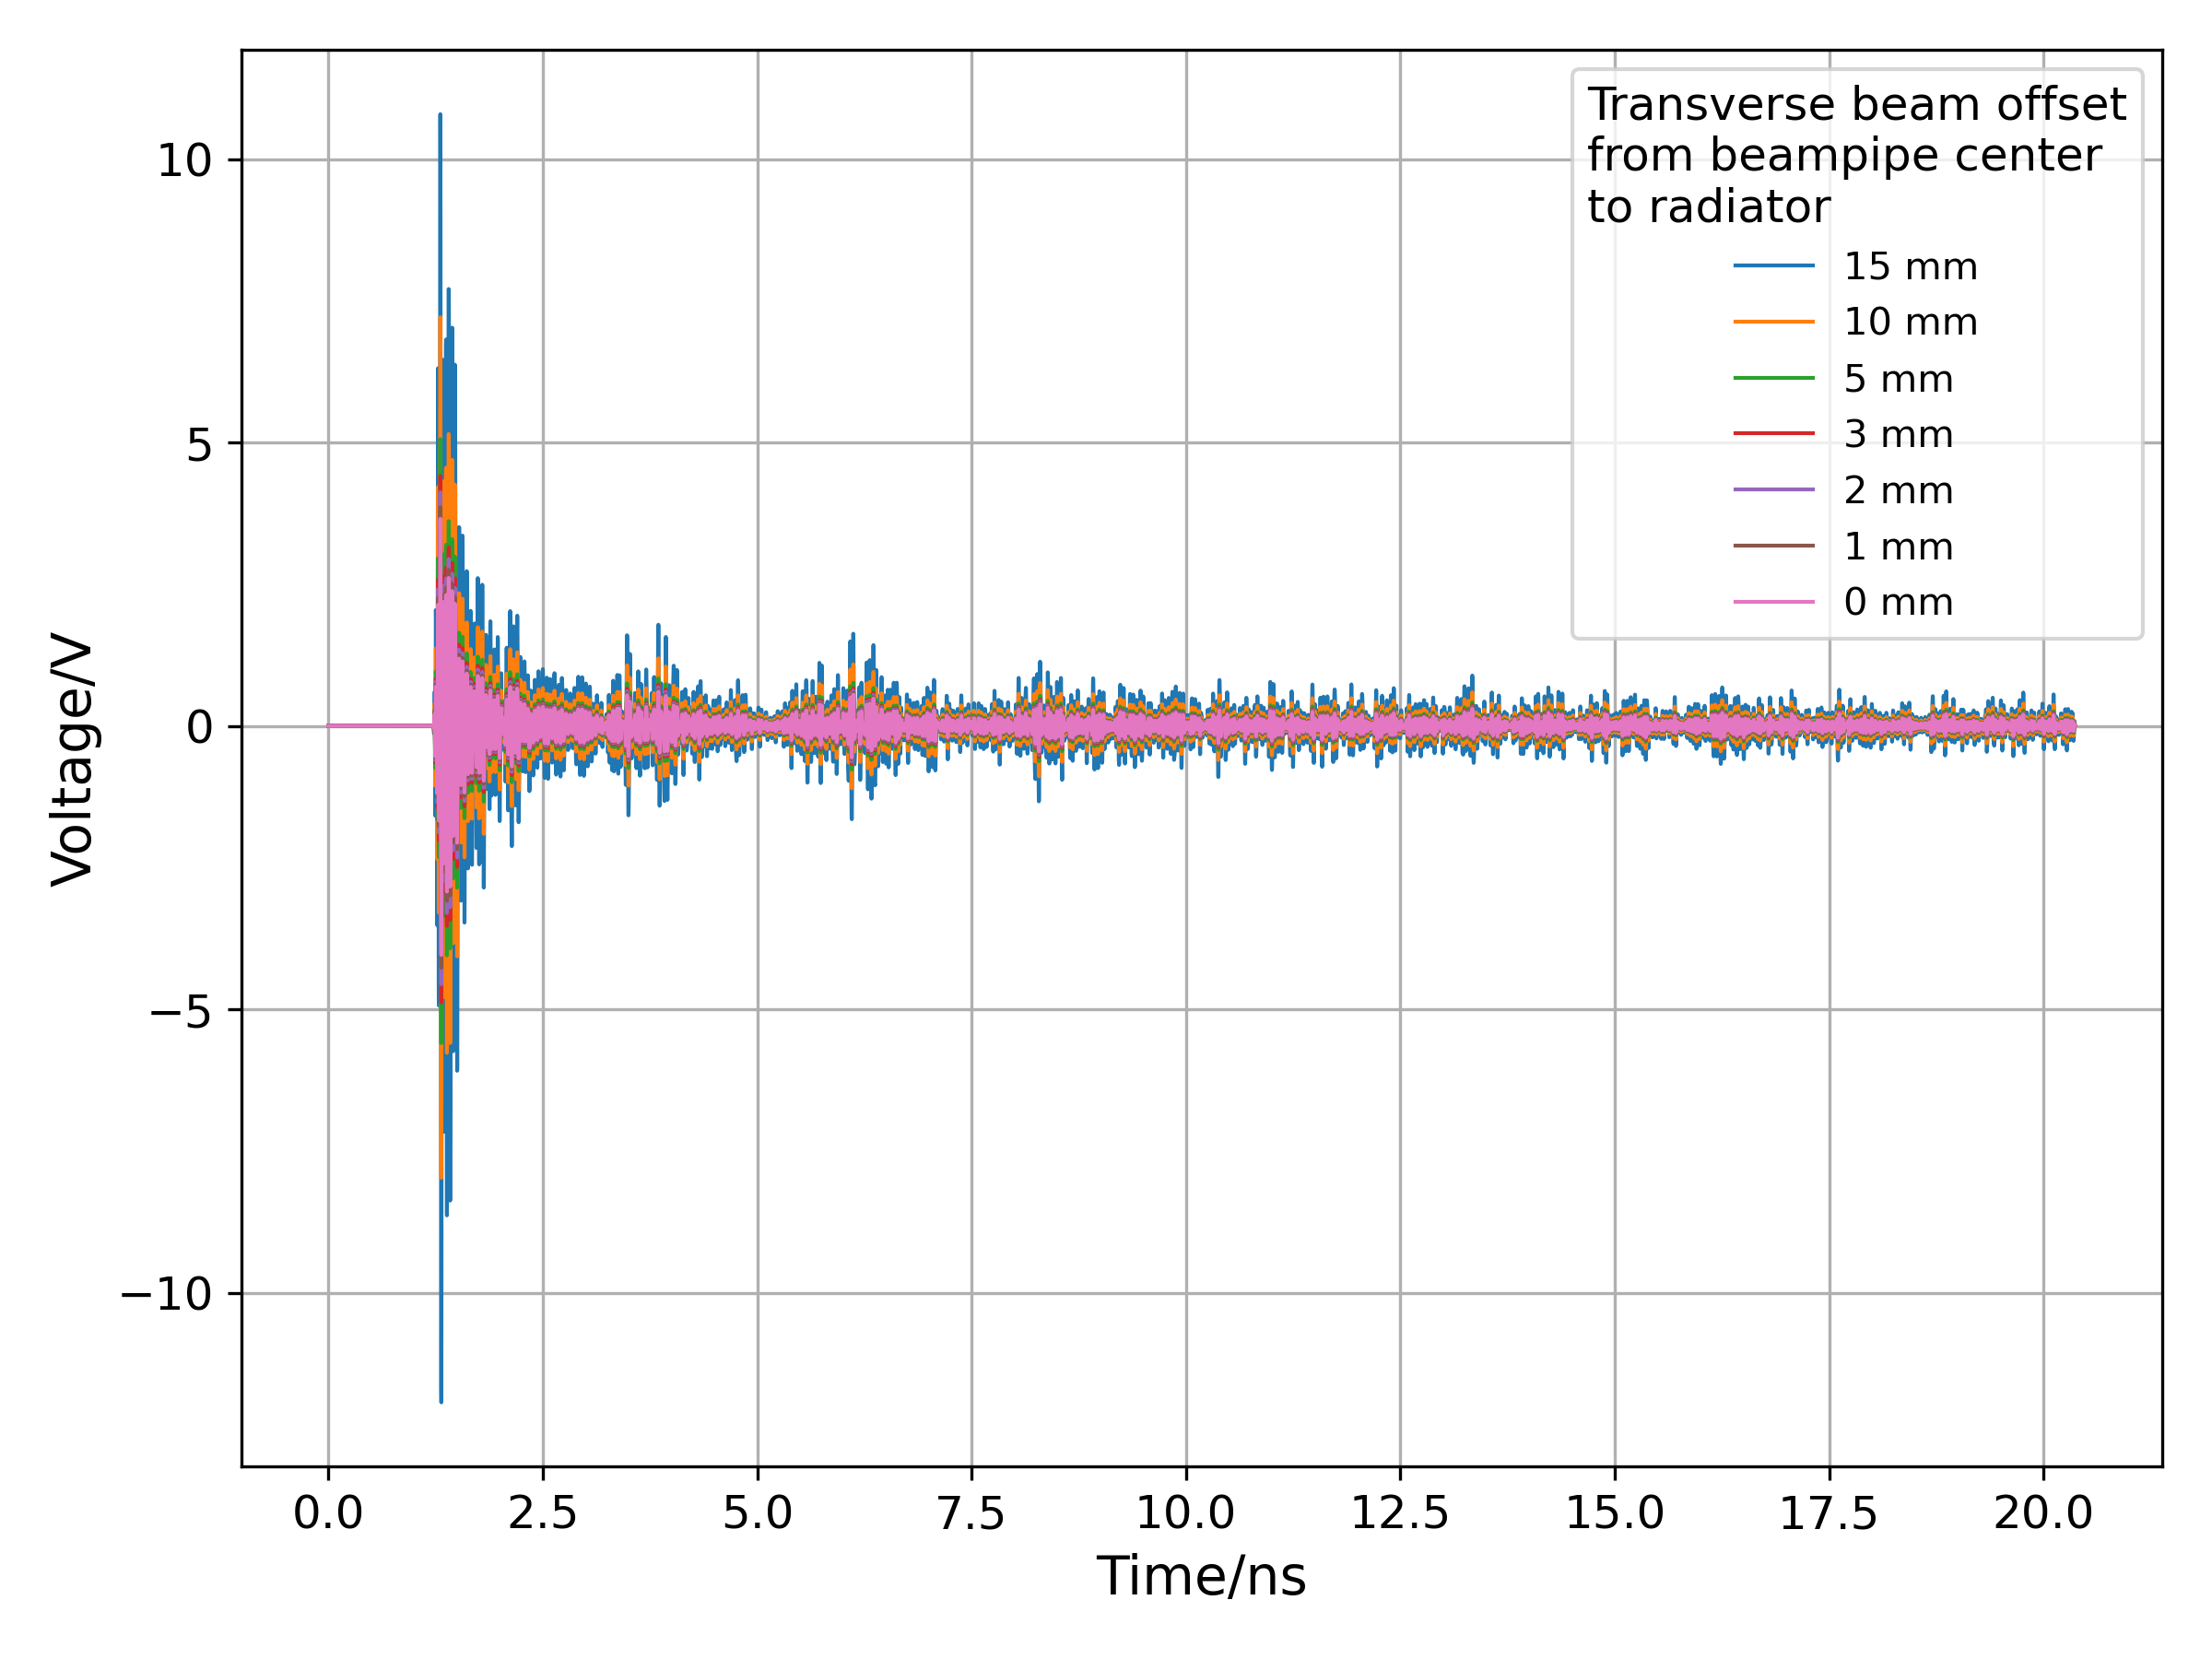 Transverse beam offset
from beampipe center
to radiator
15 mm
10 mm
5 mm
3 mm
2 mm
1 mm
0 mm
10
5
0
−5
−10
Voltage/V
0.0 2.5 5.0 7.5 10.0 12.5 15.0 17.5 20.0
Time/ns